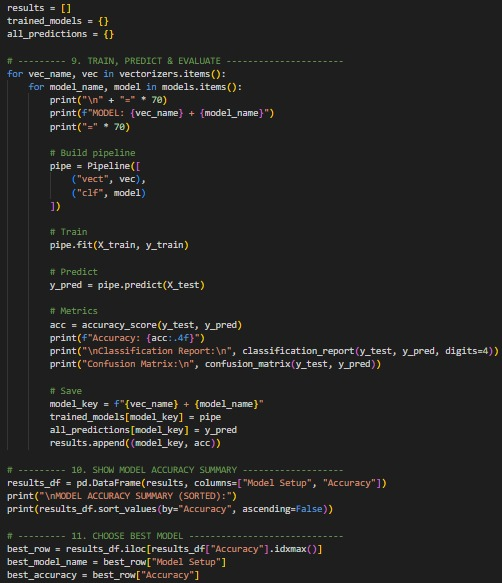 results = []
trained_models = {}
all_predictions = {}

# --------- 9. TRAIN, PREDICT & EVALUATE ----------------------
for vec_name, vec in vectorizers.items():
    for model_name, model in models.items():
        print("\n" + "=" * 70)
        print(f"MODEL: {vec_name} + {model_name}")
        print("=" * 70)

        # Build pipeline
        pipe = Pipeline([
            ("vect", vec),
            ("clf", model)
        ])

        # Train
        pipe.fit(X_train, y_train)

        # Predict
        y_pred = pipe.predict(X_test)

        # Metrics
        acc = accuracy_score(y_test, y_pred)
        print(f"Accuracy: {acc:.4f}")
        print("\nClassification Report:\n", classification_report(y_test, y_pred, digits=4))
        print("Confusion Matrix:\n", confusion_matrix(y_test, y_pred))

        # Save
        model_key = f"{vec_name} + {model_name}"
        trained_models[model_key] = pipe
        all_predictions[model_key] = y_pred
        results.append((model_key, acc))

# --------- 10. SHOW MODEL ACCURACY SUMMARY -------------------
results_df = pd.DataFrame(results, columns=["Model Setup", "Accuracy"])
print("\nMODEL ACCURACY SUMMARY (SORTED):")
print(results_df.sort_values(by="Accuracy", ascending=False))

# --------- 11. CHOOSE BEST MODEL -----------------------------
best_row = results_df.iloc[results_df["Accuracy"].idxmax()]
best_model_name = best_row["Model Setup"]
best_accuracy = best_row["Accuracy"]